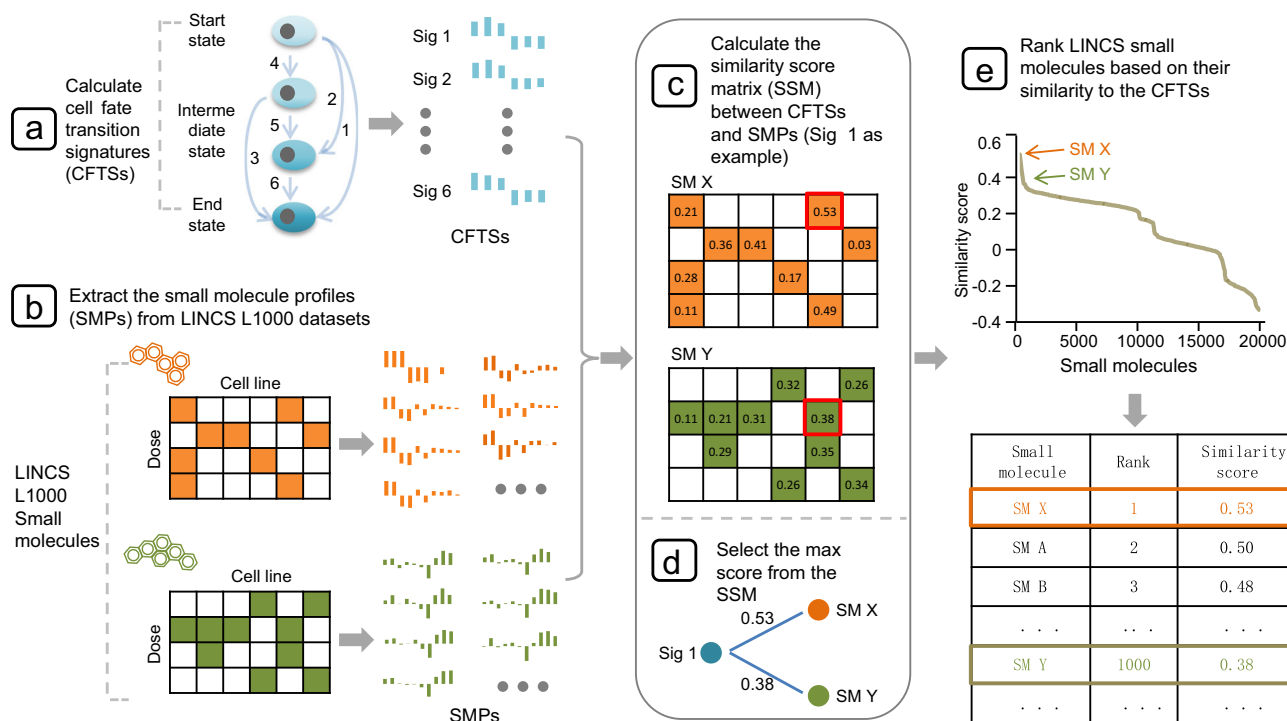 a
Calculate
cell fate
transition
signatures
(CFTSs)
Start
state
Interme
diate state
End
state
4
2
5
1
3
6
Sig 1
Sig 2
Sig 6
CFTSs
b
Extract the small molecule profiles
(SMPs) from LINCS L1000 datasets
LINCS
L1000
Small
molecules
Cell line
Dose
Cell line
Dose
SMPs
c
Calculate the
similarity score
matrix (SSM)
between CFTSs
and SMPs (Sig 1 as
example)
SM X
0.21 0.53
0.36 0.41 0.03
0.28 0.17
0.11 0.49
SM Y
0.32 0.26
0.11 0.21 0.31 0.38
0.29 0.35
0.26 0.34
d
Select the max
score from the
SSM
0.53
SM X
Sig 1
0.38
SM Y
e
Rank LINCS small
molecules based on their
similarity to the CFTSs
Similarity score
0.6
0.4
0.2
0
-0.2
-0.4
SM X
SM Y
0 5000 10000 15000 20000
Small molecules
Small molecule Rank Similarity score
SM X 1 0.53
SM A 2 0.50
SM B 3 0.48
. . . . . . . . .
SM Y 1000 0.38
. . . . . . . . .